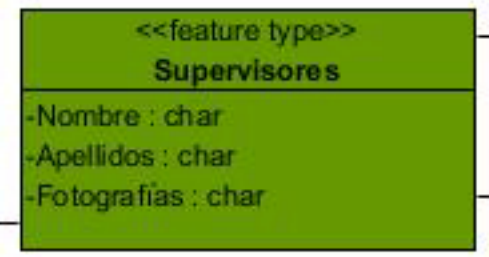 <<feature type>>
Supervisores
-Nombre : char
-Apellidos : char
-Fotografías : char